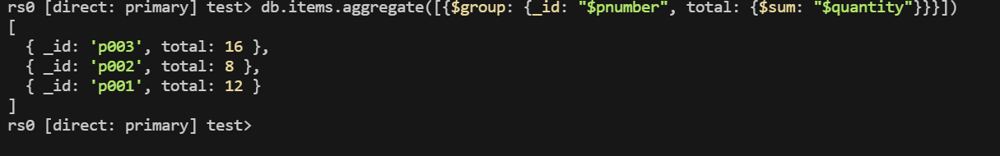 rs0 [direct: primary] test> db.items.aggregate([{$group: {_id: "$pnumber", total: {$sum: "$quantity"}}}])
[
  { _id: 'p003', total: 16 },
  { _id: 'p002', total: 8 },
  { _id: 'p001', total: 12 }
]
rs0 [direct: primary] test>